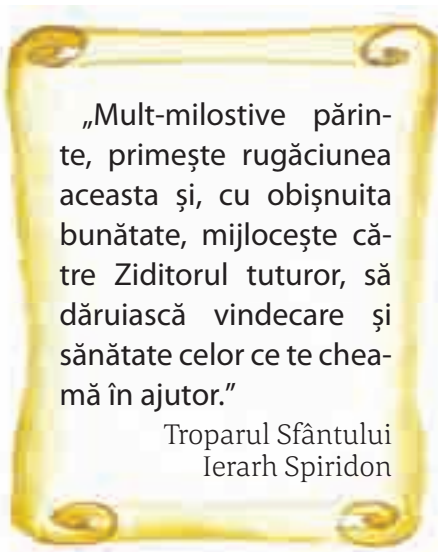 „Mult-milostive părin-
te, primește rugăciunea
aceasta și, cu obișnuita
bunătate, mijlocește că-
tre Ziditorul tuturor, să
dăruiască vindecare și
sănătate celor ce te chea-
mă în ajutor.”
Troparul Sfântului
Ierarh Spiridon